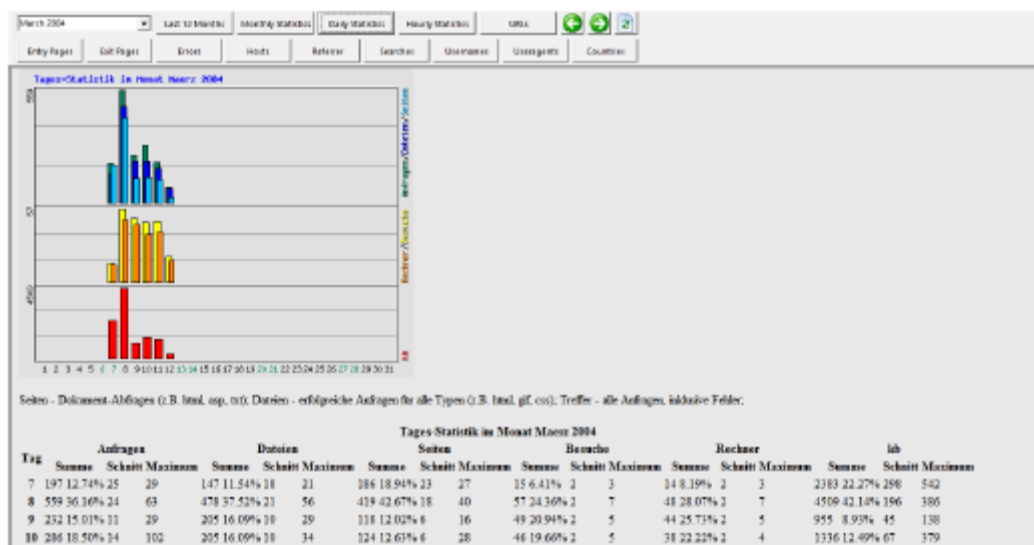 March 2004 Last 12 Months Monthly Statistics Daily Statistics Hourly Statistics URLs
Entry Pages Exit Pages Errors Hosts Referrer Searches Usernames Useragents Countries
Tages-Statistik im Monat Maerz 2004
559
Anfragen/Dateien/Seiten
57
Rechner/Besuche
4509
kb
1 2 3 4 5 6 7 8 9 10 11 12 13 14 15 16 17 18 19 20 21 22 23 24 25 26 27 28 29 30 31
Seiten - Dokument-Abfragen (z.B. html, asp, txt); Dateien - erfolgreiche Anfragen für alle Typen (z.B. html, gif, css); Treffer - alle Anfragen, inklusive Fehler;
Tages-Statistik im Monat Maerz 2004
Tag Anfragen Dateien Seiten Besuche Rechner kb
Summe Schnitt Maximum Summe Schnitt Maximum Summe Schnitt Maximum Summe Schnitt Maximum Summe Schnitt Maximum Summe Schnitt Maximum
7 197 12.74% 25 29 147 11.54% 18 21 186 18.94% 23 27 15 6.41% 2 3 14 8.19% 2 3 2383 22.27% 298 542
8 559 36.16% 24 63 478 37.52% 21 56 419 42.67% 18 40 57 24.36% 2 7 48 28.07% 2 7 4509 42.14% 196 386
9 232 15.01% 11 29 205 16.09% 10 29 118 12.02% 6 16 49 20.94% 2 5 44 25.73% 2 5 955 8.93% 45 138
10 286 18.50% 14 102 205 16.09% 10 34 124 12.63% 6 28 46 19.66% 2 5 38 22.22% 2 4 1336 12.49% 67 379